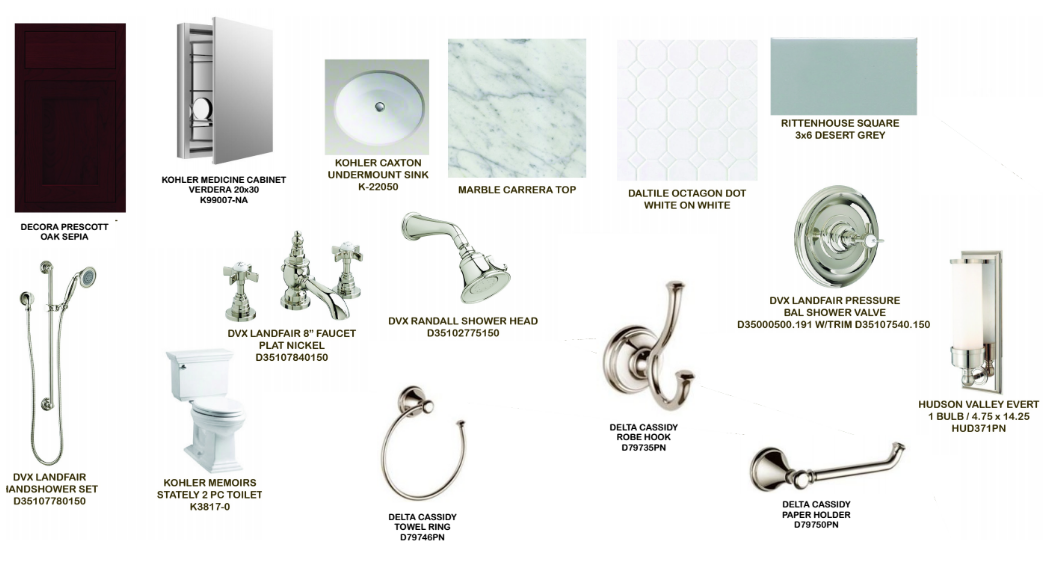 DECORA PRESCOTT
OAK SEPIA
KOHLER MEDICINE CABINET
VERDERA 20x30
K99007-NA
KOHLER CAXTON
UNDERMOUNT SINK
K-22050
MARBLE CARRERA TOP
DALTILE OCTAGON DOT
WHITE ON WHITE
RITTENHOUSE SQUARE
3x6 DESERT GREY
DVX LANDFAIR
HANDSHOWER SET
D35107780150
DVX LANDFAIR 8” FAUCET
PLAT NICKEL
D35107840150
DVX RANDALL SHOWER HEAD
D35102775150
DVX LANDFAIR PRESSURE
BAL SHOWER VALVE
D35000500.191 W/TRIM D35107540.150
HUDSON VALLEY EVERT
1 BULB / 4.75 x 14.25
HUD371PN
KOHLER MEMOIRS
STATELY 2 PC TOILET
K3817-0
DELTA CASSIDY
TOWEL RING
D79746PN
DELTA CASSIDY
ROBE HOOK
D79735PN
DELTA CASSIDY
PAPER HOLDER
D79750PN